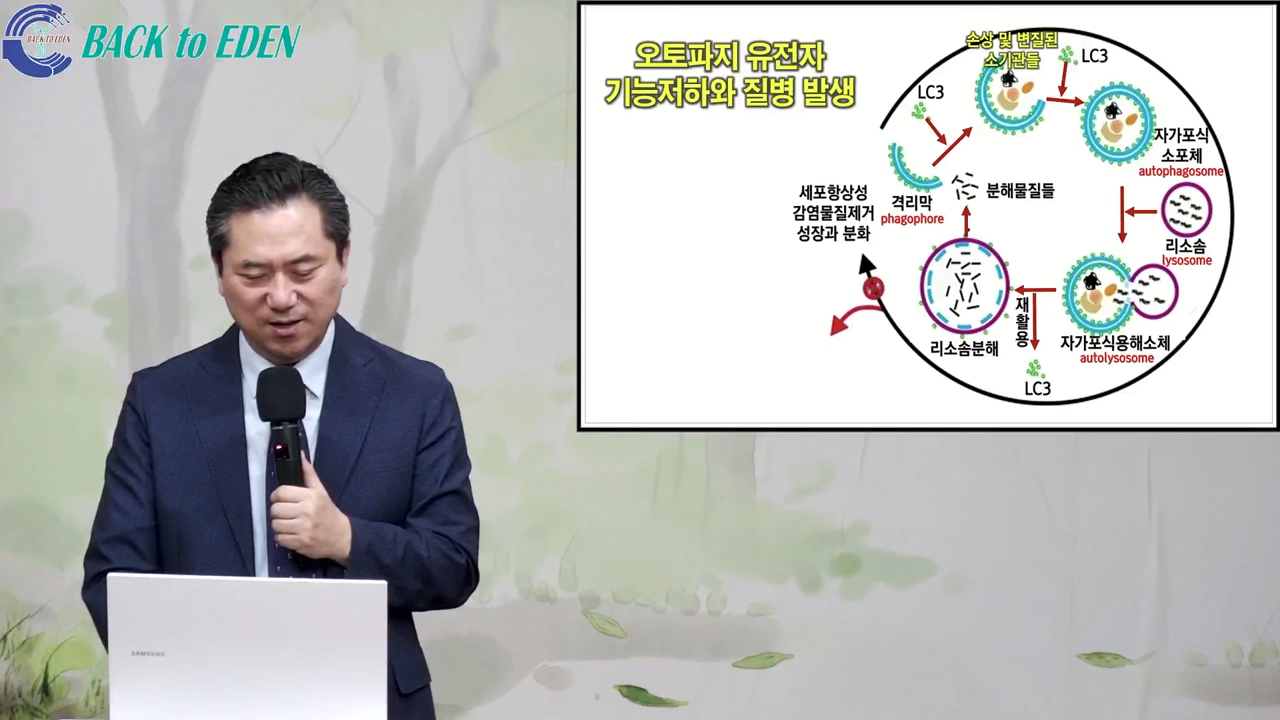 BACK TO EDEN
BACK to EDEN
오토파지 유전자
기능저하와 질병 발생
손상 및 변질된
소기관들
LC3
LC3
자가포식
소포체
autophagosome
세포항상성
감염물질제거
성장과 분화
격리막
phagophore
분해물질들
리소솜
lysosome
재활용
리소솜분해
자가포식용해소체
autolysosome
LC3
SAMSUNG